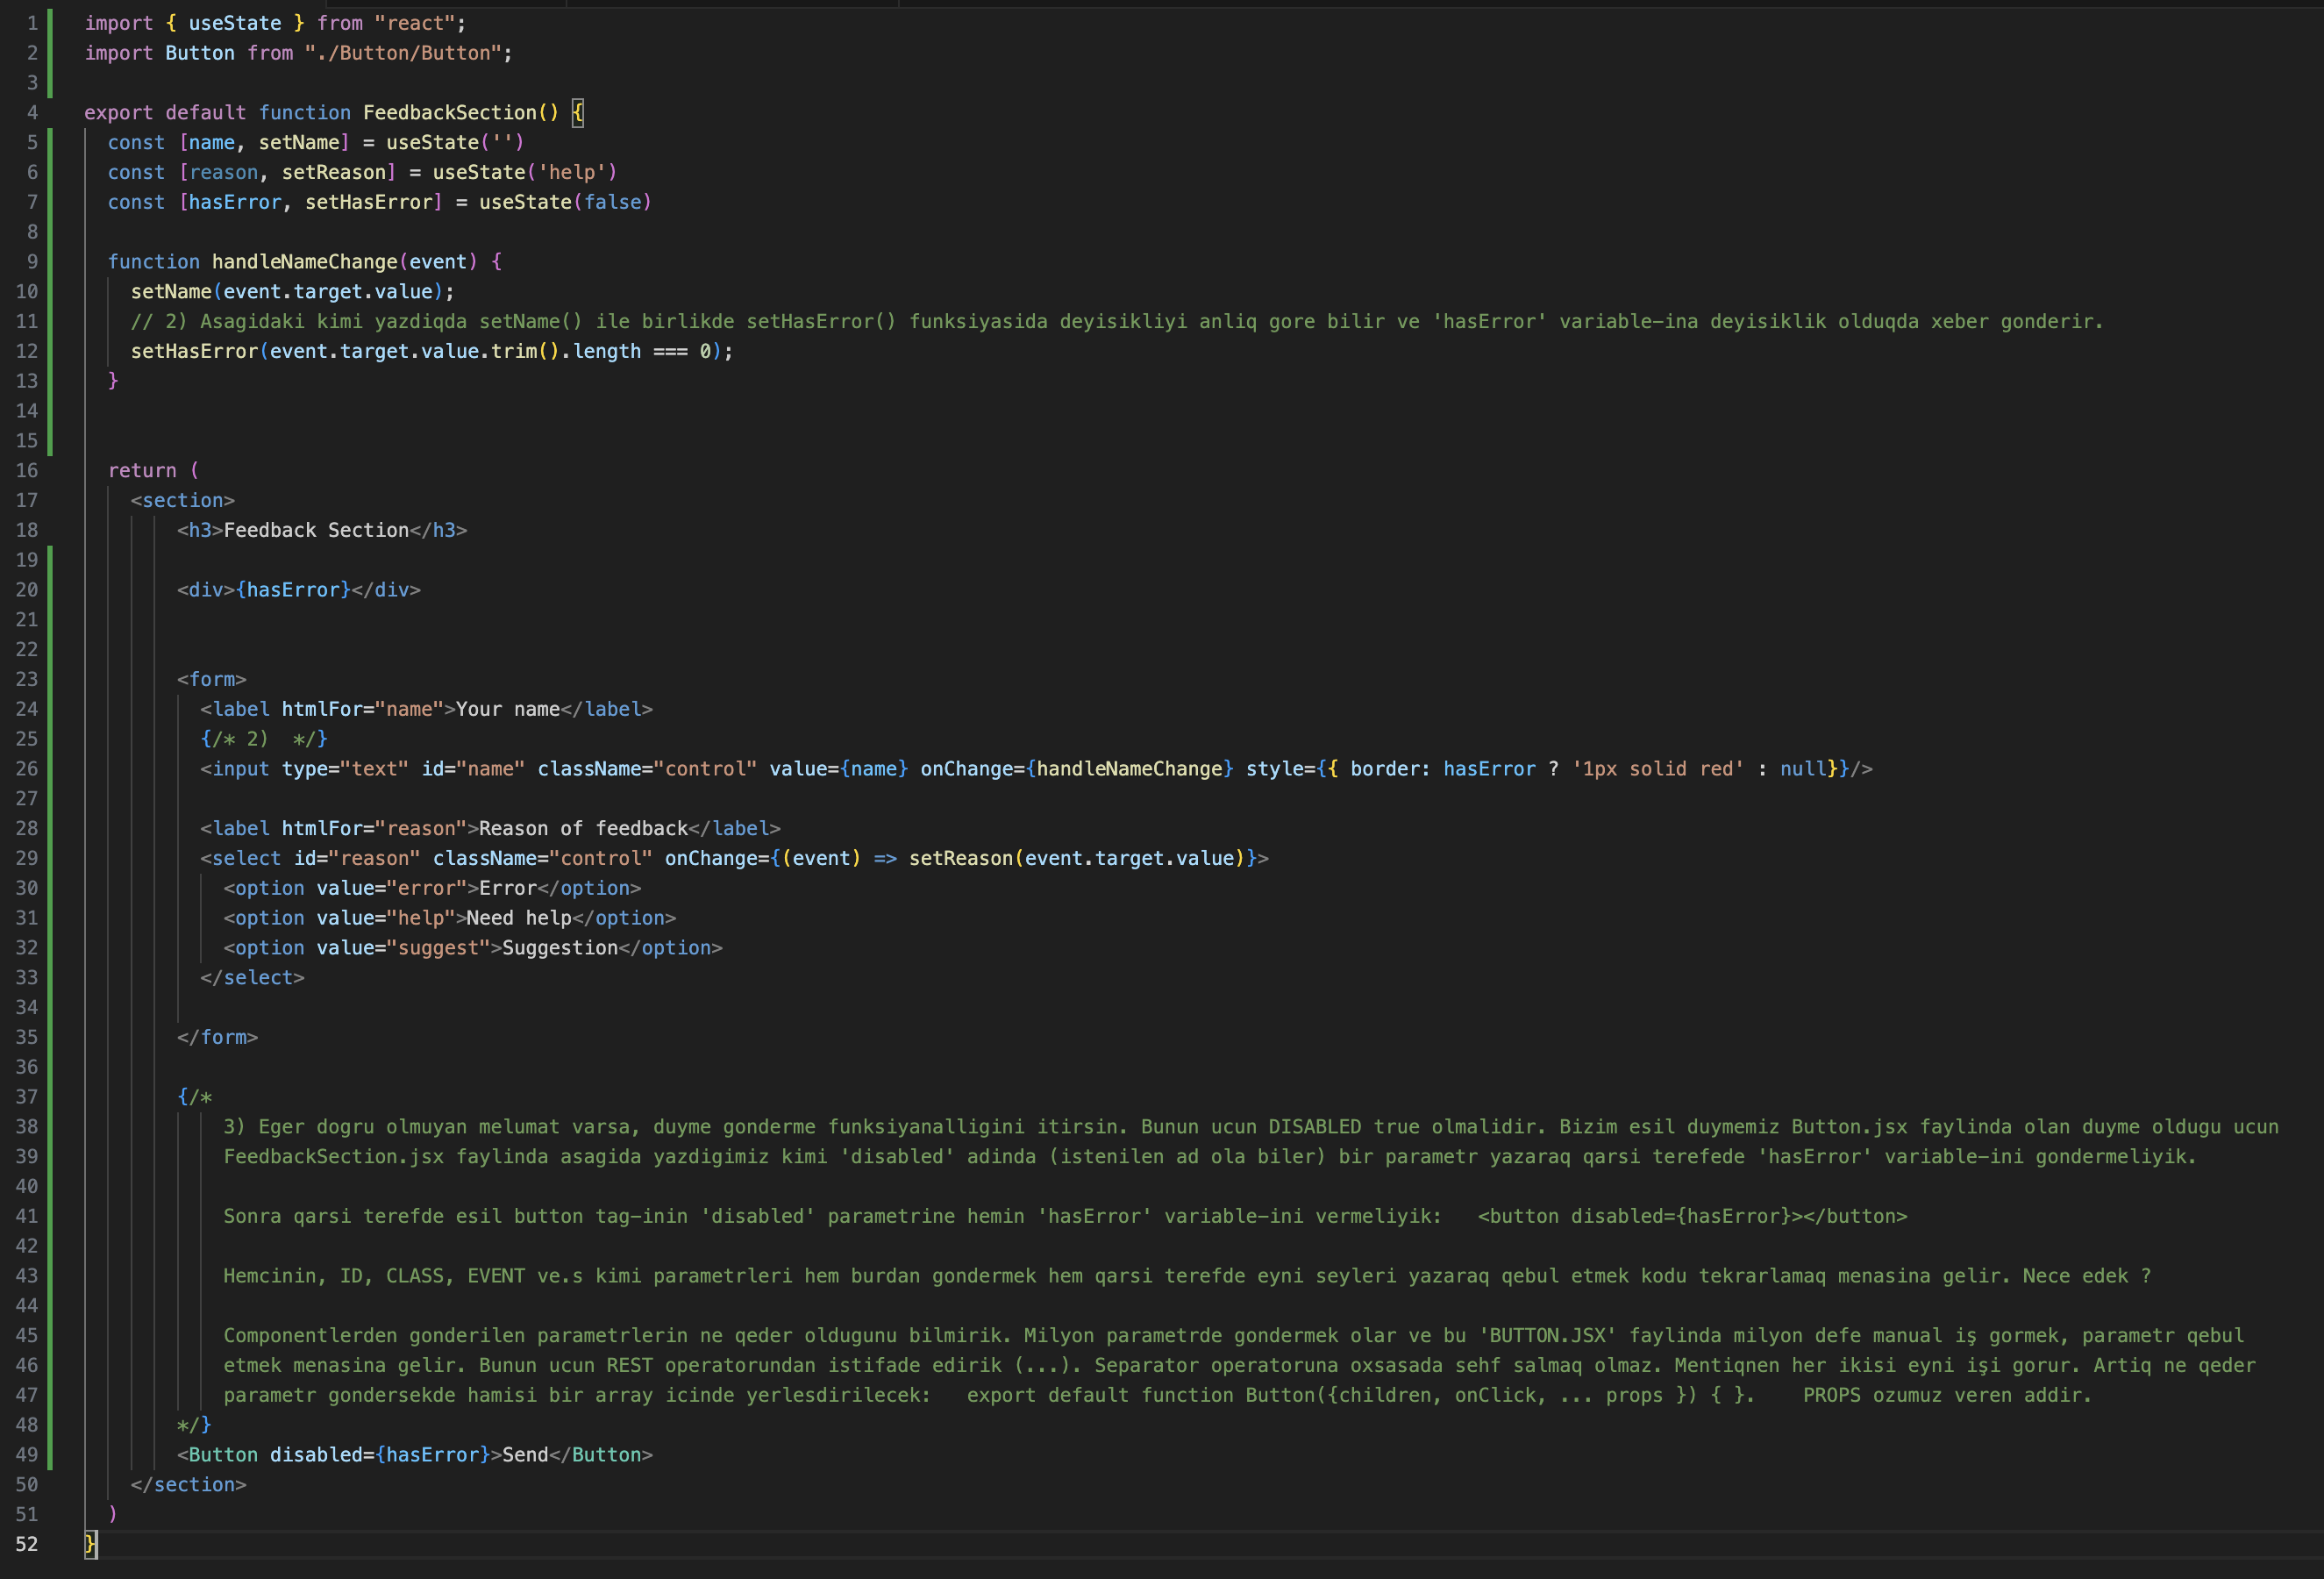 1 import { useState } from "react";
2 import Button from "./Button/Button";
3
4 export default function FeedbackSection() {
5 const [name, setName] = useState('')
6 const [reason, setReason] = useState('help')
7 const [hasError, setHasError] = useState(false)
8
9 function handleNameChange(event) {
10 setName(event.target.value);
11 // 2) Asagidaki kimi yazdiqda setName() ile birlikde setHasError() funksiyasida deyisikliyi anliq gore bilir ve 'hasError' variable-ina deyisiklik olduqda xeber gonderir.
12 setHasError(event.target.value.trim().length === 0);
13 }
14
15
16 return (
17 <section>
18 <h3>Feedback Section</h3>
19
20 <div>{hasError}</div>
21
22
23 <form>
24 <label htmlFor="name">Your name</label>
25 {/* 2)  */}
26 <input type="text" id="name" className="control" value={name} onChange={handleNameChange} style={{ border: hasError ? '1px solid red' : null}}/>
27
28 <label htmlFor="reason">Reason of feedback</label>
29 <select id="reason" className="control" onChange={(event) => setReason(event.target.value)}>
30 <option value="error">Error</option>
31 <option value="help">Need help</option>
32 <option value="suggest">Suggestion</option>
33 </select>
34
35 </form>
36
37 {/*
38 3) Eger dogru olmuyan melumat varsa, duyme gonderme funksiyanalligini itirsin. Bunun ucun DISABLED true olmalidir. Bizim esil duymemiz Button.jsx faylinda olan duyme oldugu ucun
39 FeedbackSection.jsx faylinda asagida yazdigimiz kimi 'disabled' adinda (istenilen ad ola biler) bir parametr yazaraq qarsi terefede 'hasError' variable-ini gondermeliyik.
40
41 Sonra qarsi terefde esil button tag-inin 'disabled' parametrine hemin 'hasError' variable-ini vermeliyik:   <button disabled={hasError}></button>
42
43 Hemcinin, ID, CLASS, EVENT ve.s kimi parametrleri hem burdan gondermek hem qarsi terefde eyni seyleri yazaraq qebul etmek kodu tekrarlamaq menasina gelir. Nece edek ?
44
45 Componentlerden gonderilen parametrlerin ne qeder oldugunu bilmirik. Milyon parametrde gondermek olar ve bu 'BUTTON.JSX' faylinda milyon defe manual iş gormek, parametr qebul
46 etmek menasina gelir. Bunun ucun REST operatorundan istifade edirik (...). Separator operatoruna oxsasada sehf salmaq olmaz. Mentiqnen her ikisi eyni işi gorur. Artiq ne qeder
47 parametr gondersekde hamisi bir array icinde yerlesdirilecek:   export default function Button({children, onClick, ... props }) { }.    PROPS ozumuz veren addir.
48 */}
49 <Button disabled={hasError}>Send</Button>
50 </section>
51 )
52 }